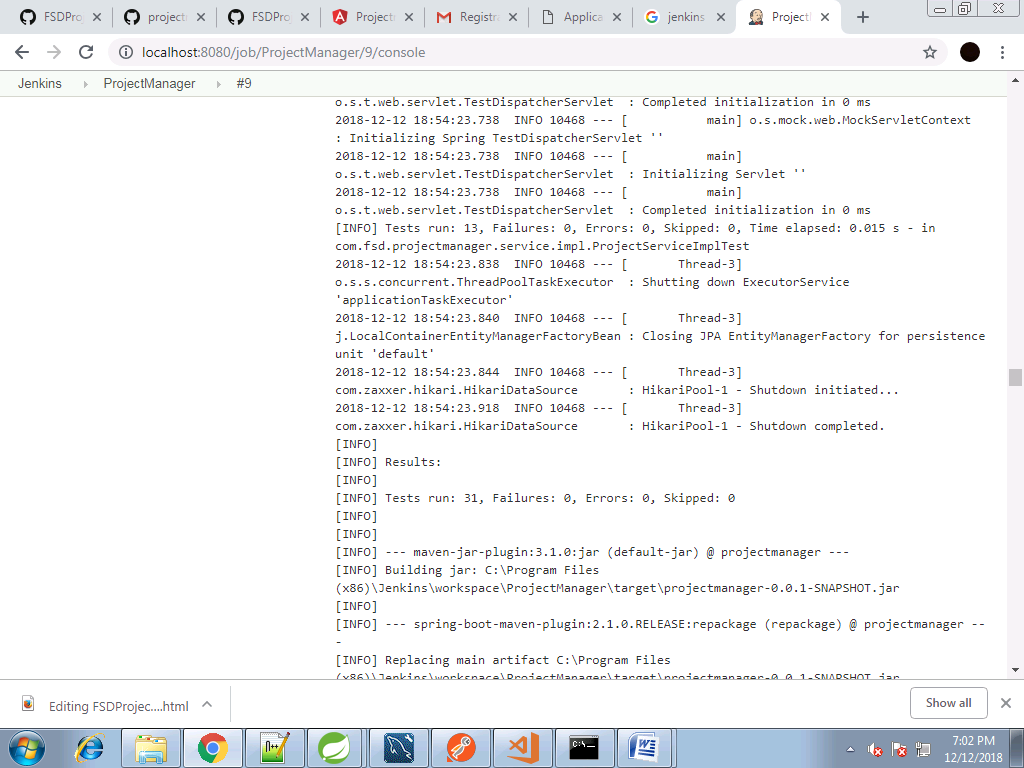 FSDPro
project
FSDPro
Project
Registra
Applica
jenkins
Project
localhost:8080/job/ProjectManager/9/console
Jenkins
ProjectManager
#9
o.s.t.web.servlet.TestDispatcherServlet  : Completed initialization in 0 ms
2018-12-12 18:54:23.738  INFO 10468 --- [           main] o.s.mock.web.MockServletContext
: Initializing Spring TestDispatcherServlet ''
2018-12-12 18:54:23.738  INFO 10468 --- [           main]
o.s.t.web.servlet.TestDispatcherServlet  : Initializing Servlet ''
2018-12-12 18:54:23.738  INFO 10468 --- [           main]
o.s.t.web.servlet.TestDispatcherServlet  : Completed initialization in 0 ms
[INFO] Tests run: 13, Failures: 0, Errors: 0, Skipped: 0, Time elapsed: 0.015 s - in
com.fsd.projectmanager.service.impl.ProjectServiceImplTest
2018-12-12 18:54:23.838  INFO 10468 --- [       Thread-3]
o.s.s.concurrent.ThreadPoolTaskExecutor  : Shutting down ExecutorService
'applicationTaskExecutor'
2018-12-12 18:54:23.840  INFO 10468 --- [       Thread-3]
j.LocalContainerEntityManagerFactoryBean : Closing JPA EntityManagerFactory for persistence
unit 'default'
2018-12-12 18:54:23.844  INFO 10468 --- [       Thread-3]
com.zaxxer.hikari.HikariDataSource       : HikariPool-1 - Shutdown initiated...
2018-12-12 18:54:23.918  INFO 10468 --- [       Thread-3]
com.zaxxer.hikari.HikariDataSource       : HikariPool-1 - Shutdown completed.
[INFO]
[INFO] Results:
[INFO]
[INFO] Tests run: 31, Failures: 0, Errors: 0, Skipped: 0
[INFO]
[INFO]
[INFO] --- maven-jar-plugin:3.1.0:jar (default-jar) @ projectmanager ---
[INFO] Building jar: C:\Program Files
(x86)\Jenkins\workspace\ProjectManager\target\projectmanager-0.0.1-SNAPSHOT.jar
[INFO]
[INFO] --- spring-boot-maven-plugin:2.1.0.RELEASE:repackage (repackage) @ projectmanager --
-
[INFO] Replacing main artifact C:\Program Files
(x86)\Jenkins\workspace\ProjectManager\target\projectmanager-0.0.1-SNAPSHOT.jar
Editing FSDProjec....html
Show all
7:02 PM
12/12/2018